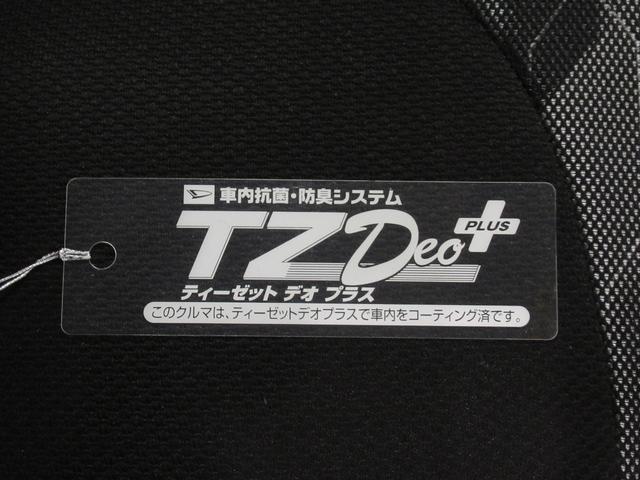 車内抗菌・防臭システム
TZ Deo PLUS
ティーゼット デオ プラス
このクルマは、ティーゼットデオプラスで車内をコーティング済です。